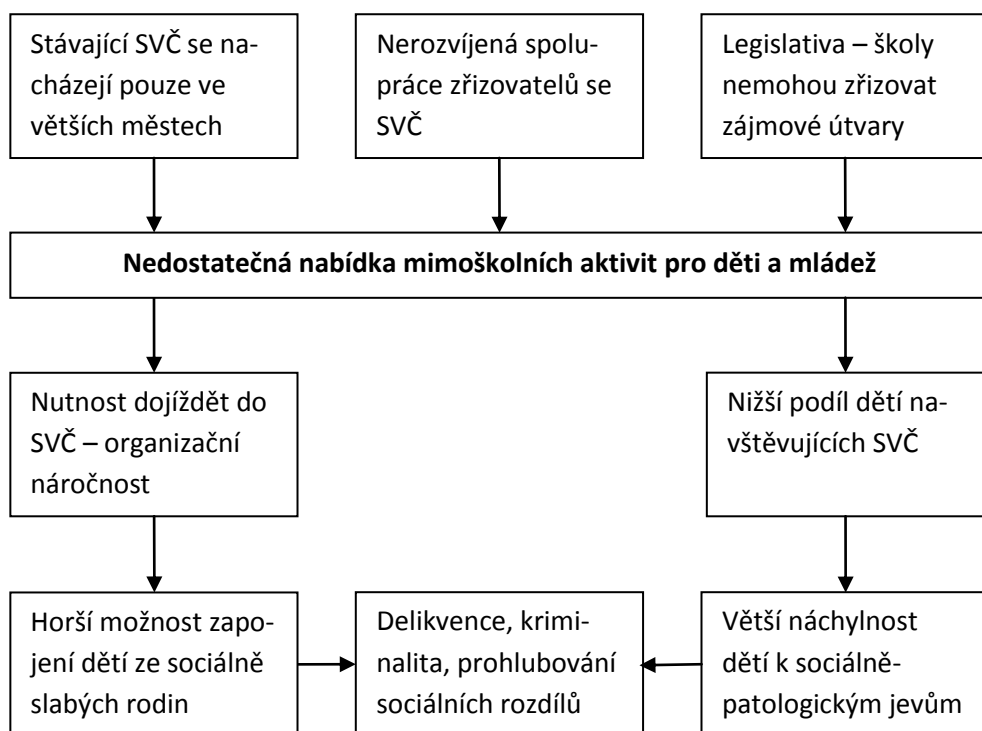 Stávající SVČ se na-
cházejí pouze ve
větších městech
Nerozvíjená spolu-
práce zřizovatelů se
SVČ
Legislativa – školy
nemohou zřizovat
zájmové útvary
Nedostatečná nabídka mimoškolních aktivit pro děti a mládež
Nutnost dojíždět do
SVČ – organizační
náročnost
Nižší podíl dětí na-
vštěvujících SVČ
Horší možnost zapo-
jení dětí ze sociálně
slabých rodin
Delikvence, krimi-
nalita, prohlubování
sociálních rozdílů
Větší náchylnost
dětí k sociálně-
patologickým jevům